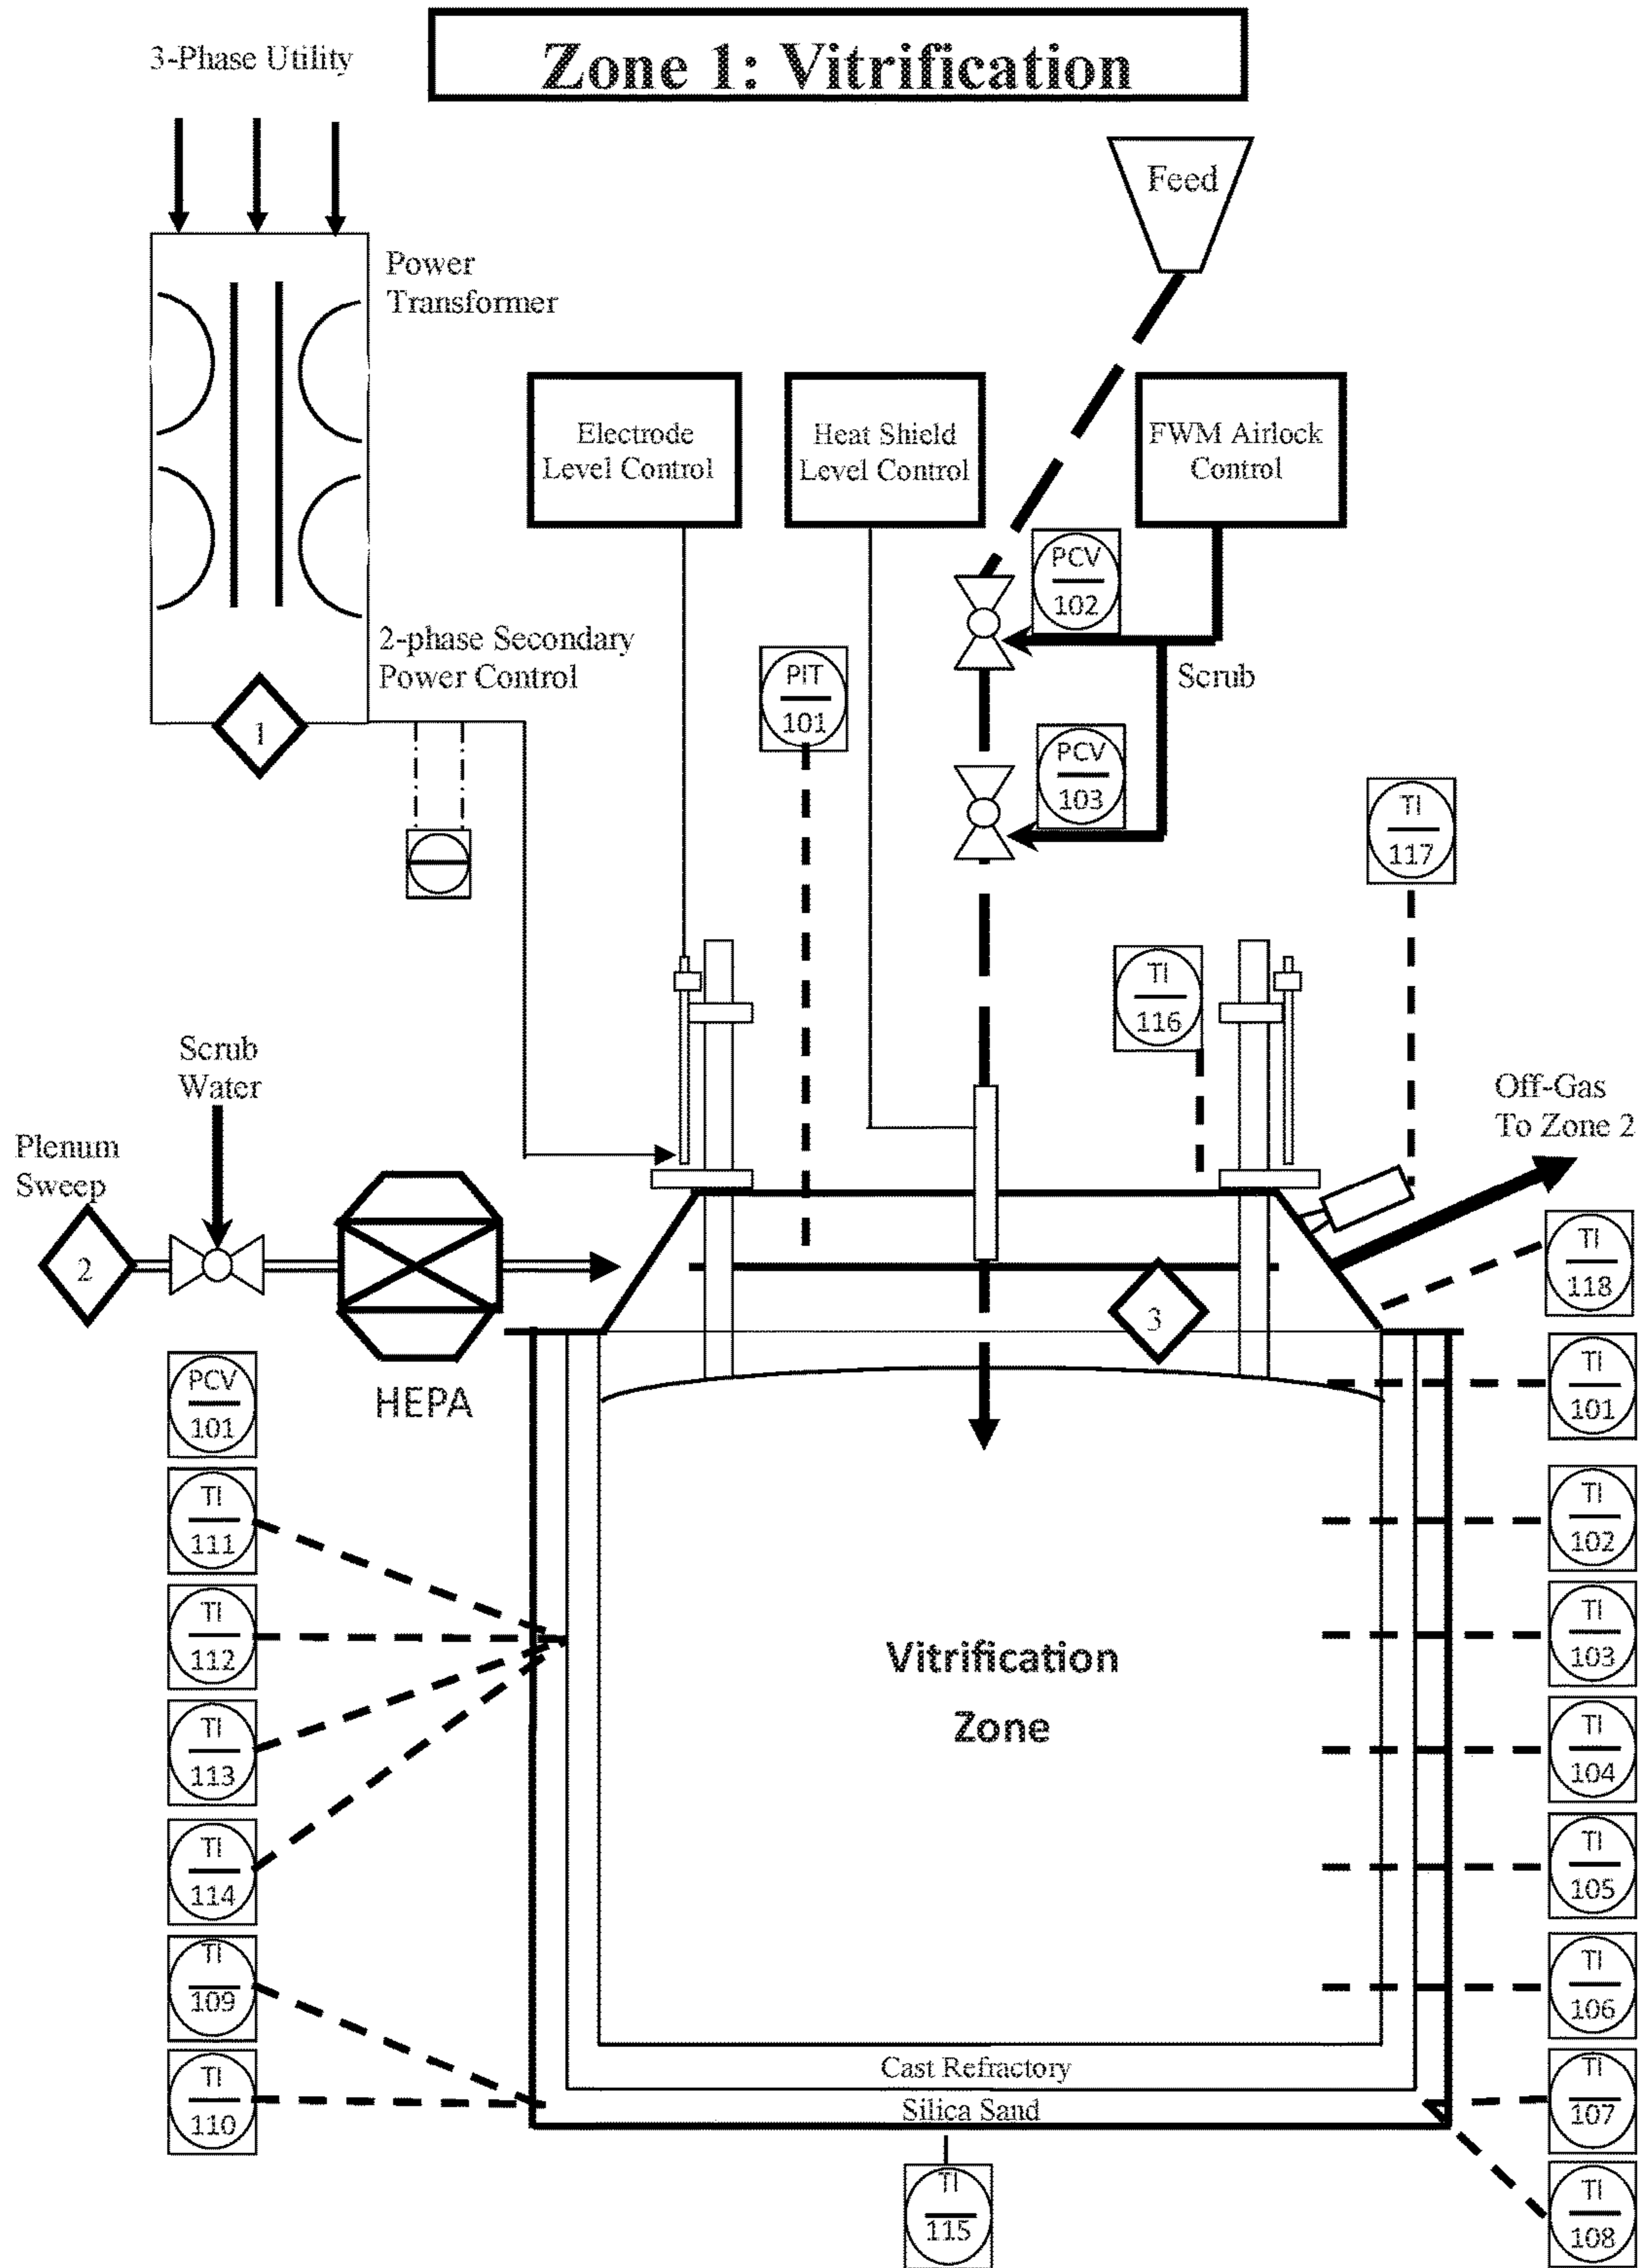 Zone 1: Vitrification
3-Phase Utility
Feed
Power
Transformer
Electrode
Level Control
Heat Shield
Level Control
FWM Airlock
Control
PCV
102
2-phase Secondary
Power Control
1
PIT
101
Scrub
PCV
103
TI
117
TI
116
Scrub
Water
Plenum
Sweep
2
HEPA
Off-Gas
To Zone 2
3
TI
118
PCV
101
TI
101
TI
111
TI
102
TI
112
TI
103
Vitrification
Zone
TI
113
TI
104
TI
114
TI
105
TI
109
TI
106
Cast Refractory
Silica Sand
TI
110
TI
107
TI
115
TI
108